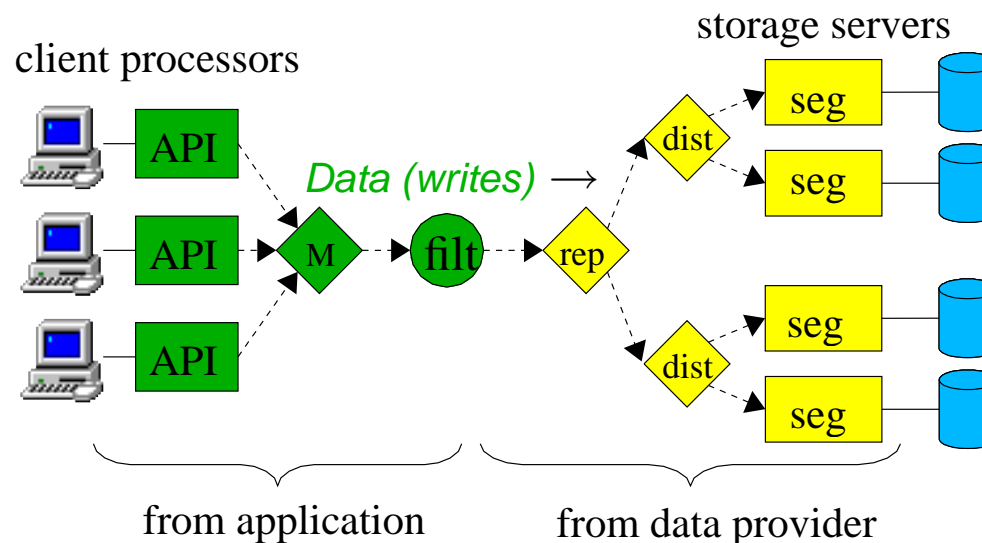 storage servers
client processors
seg
API
dist
Data (writes) →
seg
API
M
filt
rep
seg
API
dist
seg
from application
from data provider